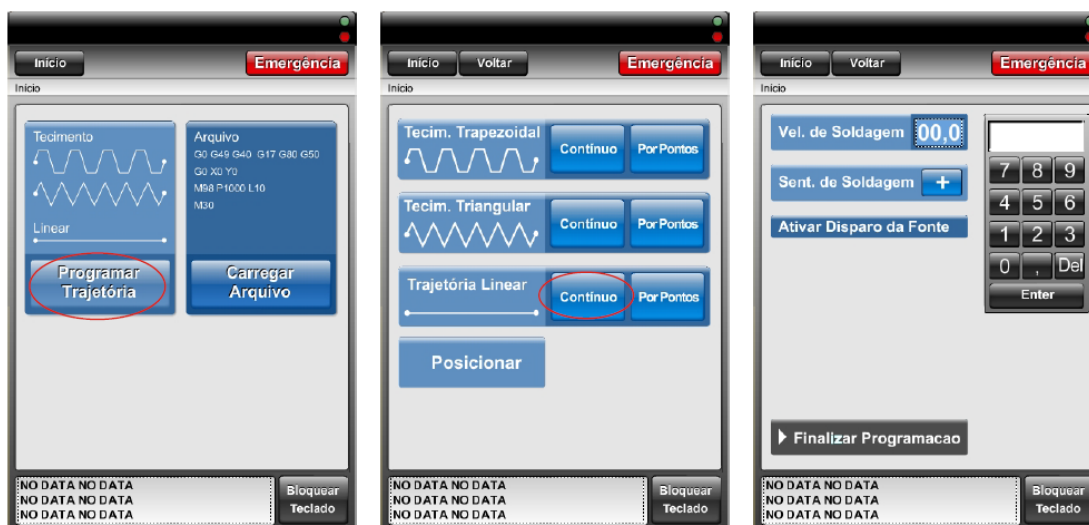 Início
Emergência
Início
Tecimento
Linear
Programar
Trajetória
Arquivo
G0 G49 G40 G17 G80 G50
G0 X0 Y0
M98 P1000 L10
M30
Carregar
Arquivo
NO DATA NO DATA
NO DATA NO DATA
NO DATA NO DATA
Bloquear
Teclado
Início
Voltar
Emergência
Início
Tecim. Trapezoidal
Contínuo
Por Pontos
Tecim. Triangular
Contínuo
Por Pontos
Trajetória Linear
Contínuo
Por Pontos
Posicionar
NO DATA NO DATA
NO DATA NO DATA
NO DATA NO DATA
Bloquear
Teclado
Início
Voltar
Emergência
Início
Vel. de Soldagem 00,0
Sent. de Soldagem +
Ativar Disparo da Fonte
7 8 9
4 5 6
1 2 3
0 , Del
Enter
Finalizar Programacao
NO DATA NO DATA
NO DATA NO DATA
NO DATA NO DATA
Bloquear
Teclado